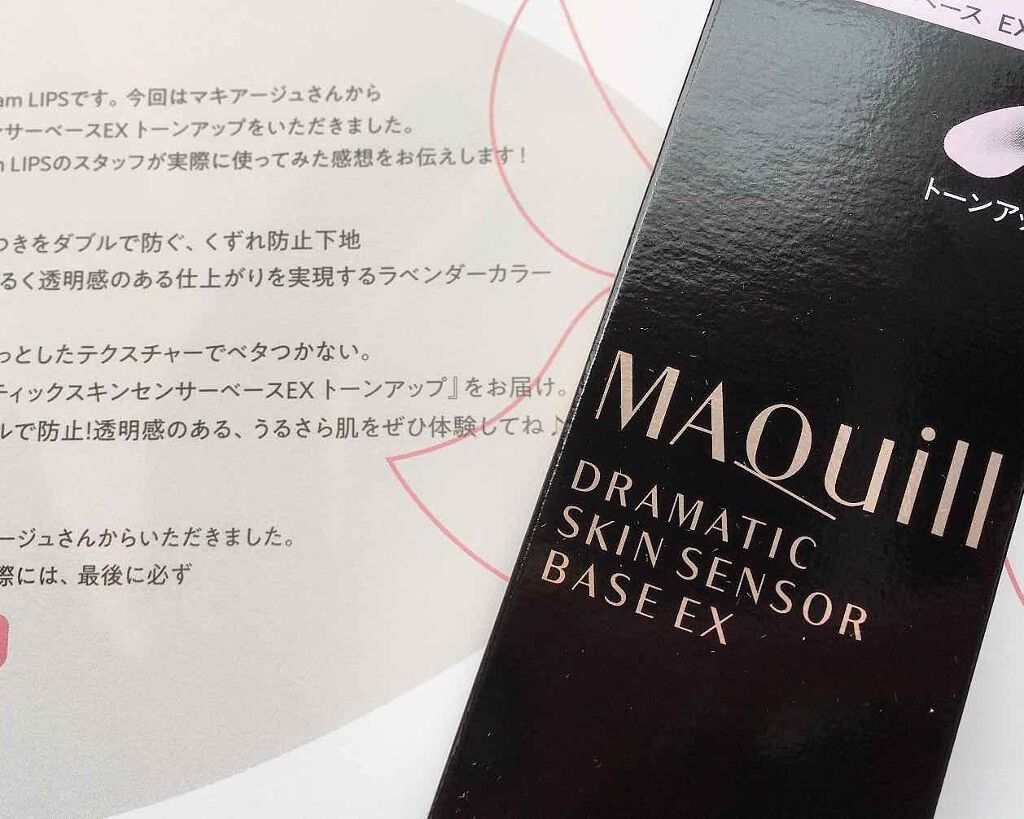 am LIPSです。今回はマキアージュさんから
ンサーベースEX トーンアップをいただきました。
LIPSのスタッフが実際に使ってみた感想をお伝えします!
つきをダブルで防ぐ、くずれ防止下地
るく透明感のある仕上がりを実現するラベンダーカラー
っとしたテクスチャーでベタつかない。
ティックスキンセンサーベースEX トーンアップ』をお届け。
ルで防止!透明感のある、うるさら肌をぜひ体験してね♪
ージュさんからいただきました。
際には、最後に必ず
ベース EX
トーンアッ
MAQuill
DRAMATIC
SKIN SENSOR
BASE EX